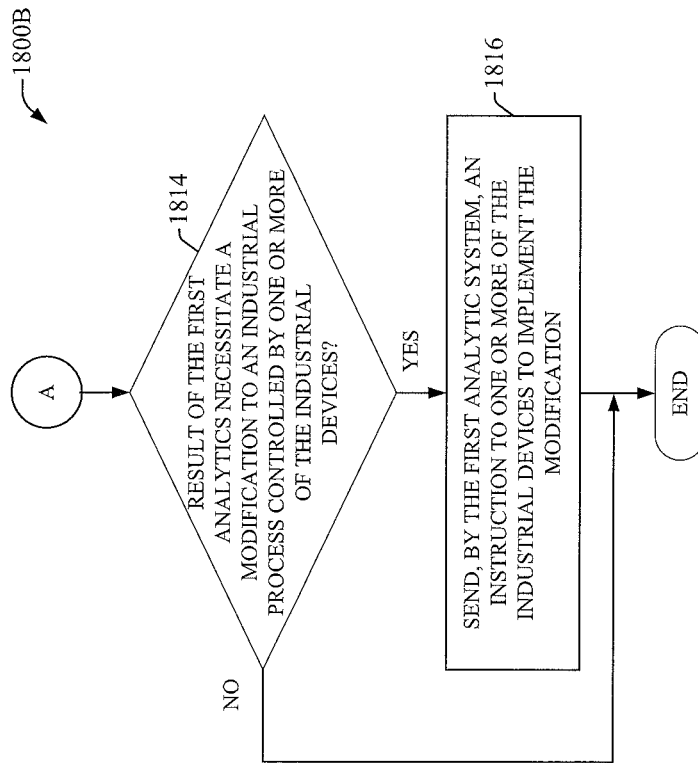 1800B
A
1814
RESULT OF THE FIRST
ANALYTICS NECESSITATE A
MODIFICATION TO AN INDUSTRIAL
PROCESS CONTROLLED BY ONE OR MORE
OF THE INDUSTRIAL
DEVICES?
NO
YES
1816
SEND, BY THE FIRST ANALYTIC SYSTEM, AN
INSTRUCTION TO ONE OR MORE OF THE
INDUSTRIAL DEVICES TO IMPLEMENT THE
MODIFICATION
END